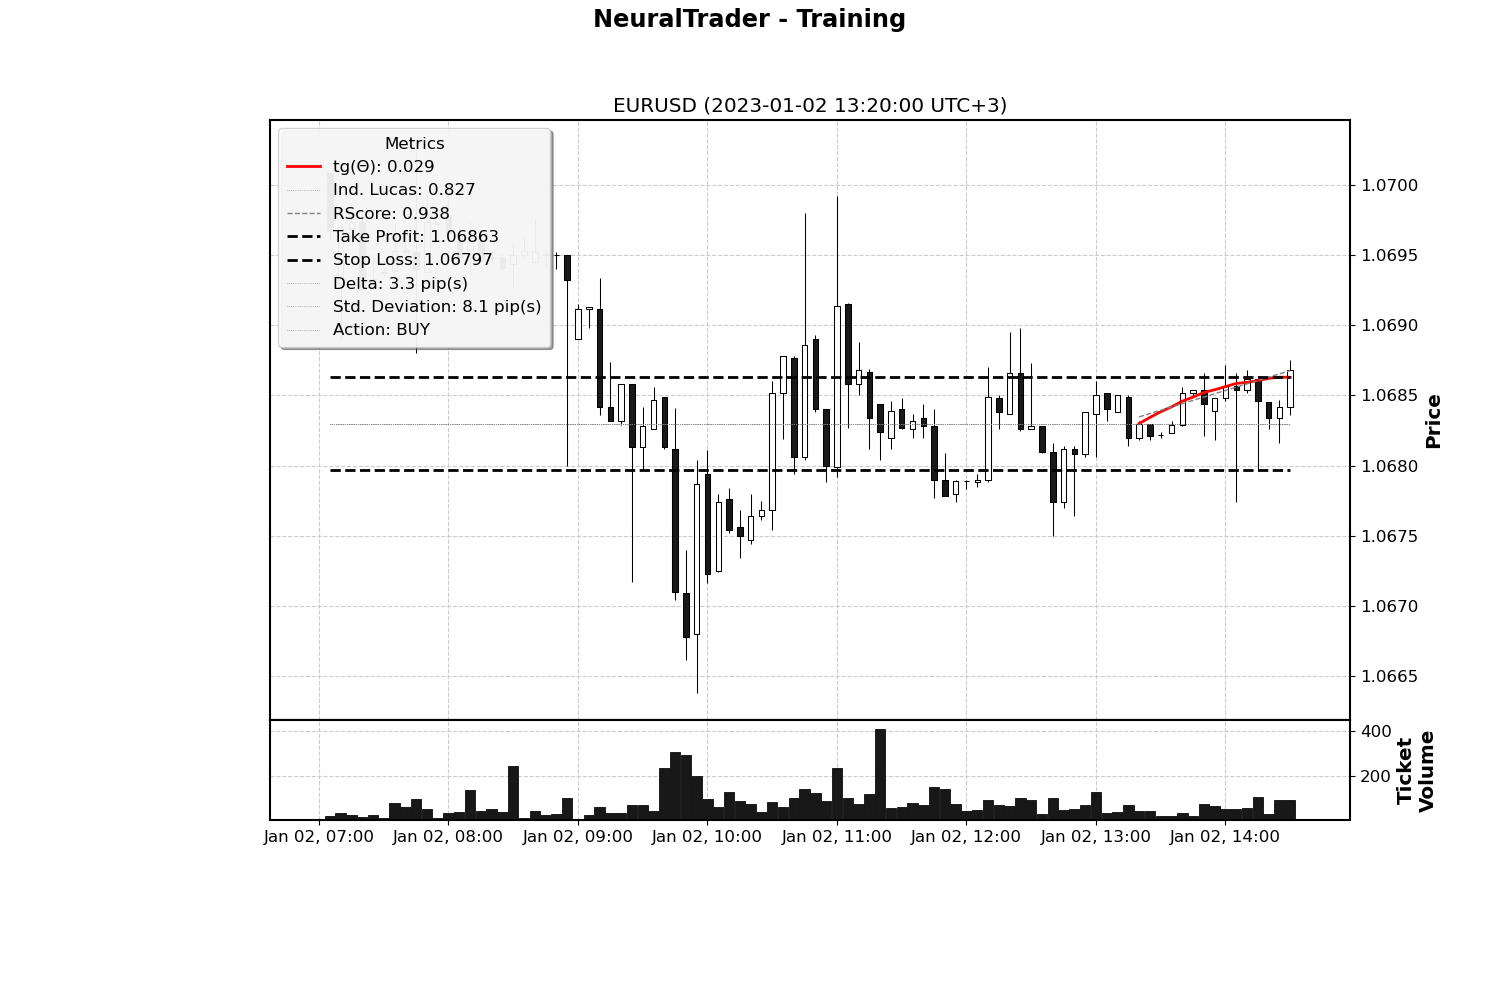 NeuralTrader - Training
EURUSD (2023-01-02 13:20:00 UTC+3)
Metrics
tg(Θ): 0.029
Ind. Lucas: 0.827
RScore: 0.938
Take Profit: 1.06863
Stop Loss: 1.06797
Delta: 3.3 pip(s)
Std. Deviation: 8.1 pip(s)
Action: BUY
1.0700
1.0695
1.0690
1.0685
1.0680
1.0675
1.0670
1.0665
Price
400
200
Ticket
Volume
Jan 02, 07:00
Jan 02, 08:00
Jan 02, 09:00
Jan 02, 10:00
Jan 02, 11:00
Jan 02, 12:00
Jan 02, 13:00
Jan 02, 14:00